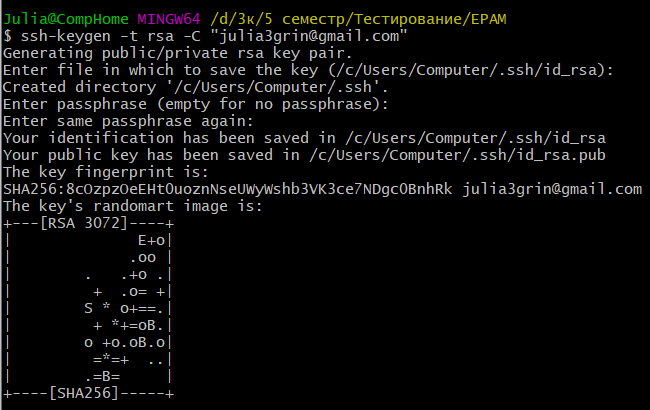 Julia@CompHome MINGW64 /d/3к/5 семестр/Тестирование/EPAM
$ ssh-keygen -t rsa -C "julia3grin@gmail.com"
Generating public/private rsa key pair.
Enter file in which to save the key (/c/Users/Computer/.ssh/id_rsa):
Created directory '/c/Users/Computer/.ssh'.
Enter passphrase (empty for no passphrase):
Enter same passphrase again:
Your identification has been saved in /c/Users/Computer/.ssh/id_rsa
Your public key has been saved in /c/Users/Computer/.ssh/id_rsa.pub
The key fingerprint is:
SHA256:8cOzpzOeEHtOuoznNseUWyWshb3VK3ce7NDgc0BnhRk julia3grin@gmail.com
The key's randomart image is:
+---[RSA 3072]----+
|              E+o|
|             .oo |
|        .   .+o .|
|         +  .o= +|
|        S * o+==.|
|         + *+=oB.|
|        o +o.oB.o|
|         =*=+  ..|
|        .=B=     |
+----[SHA256]-----+